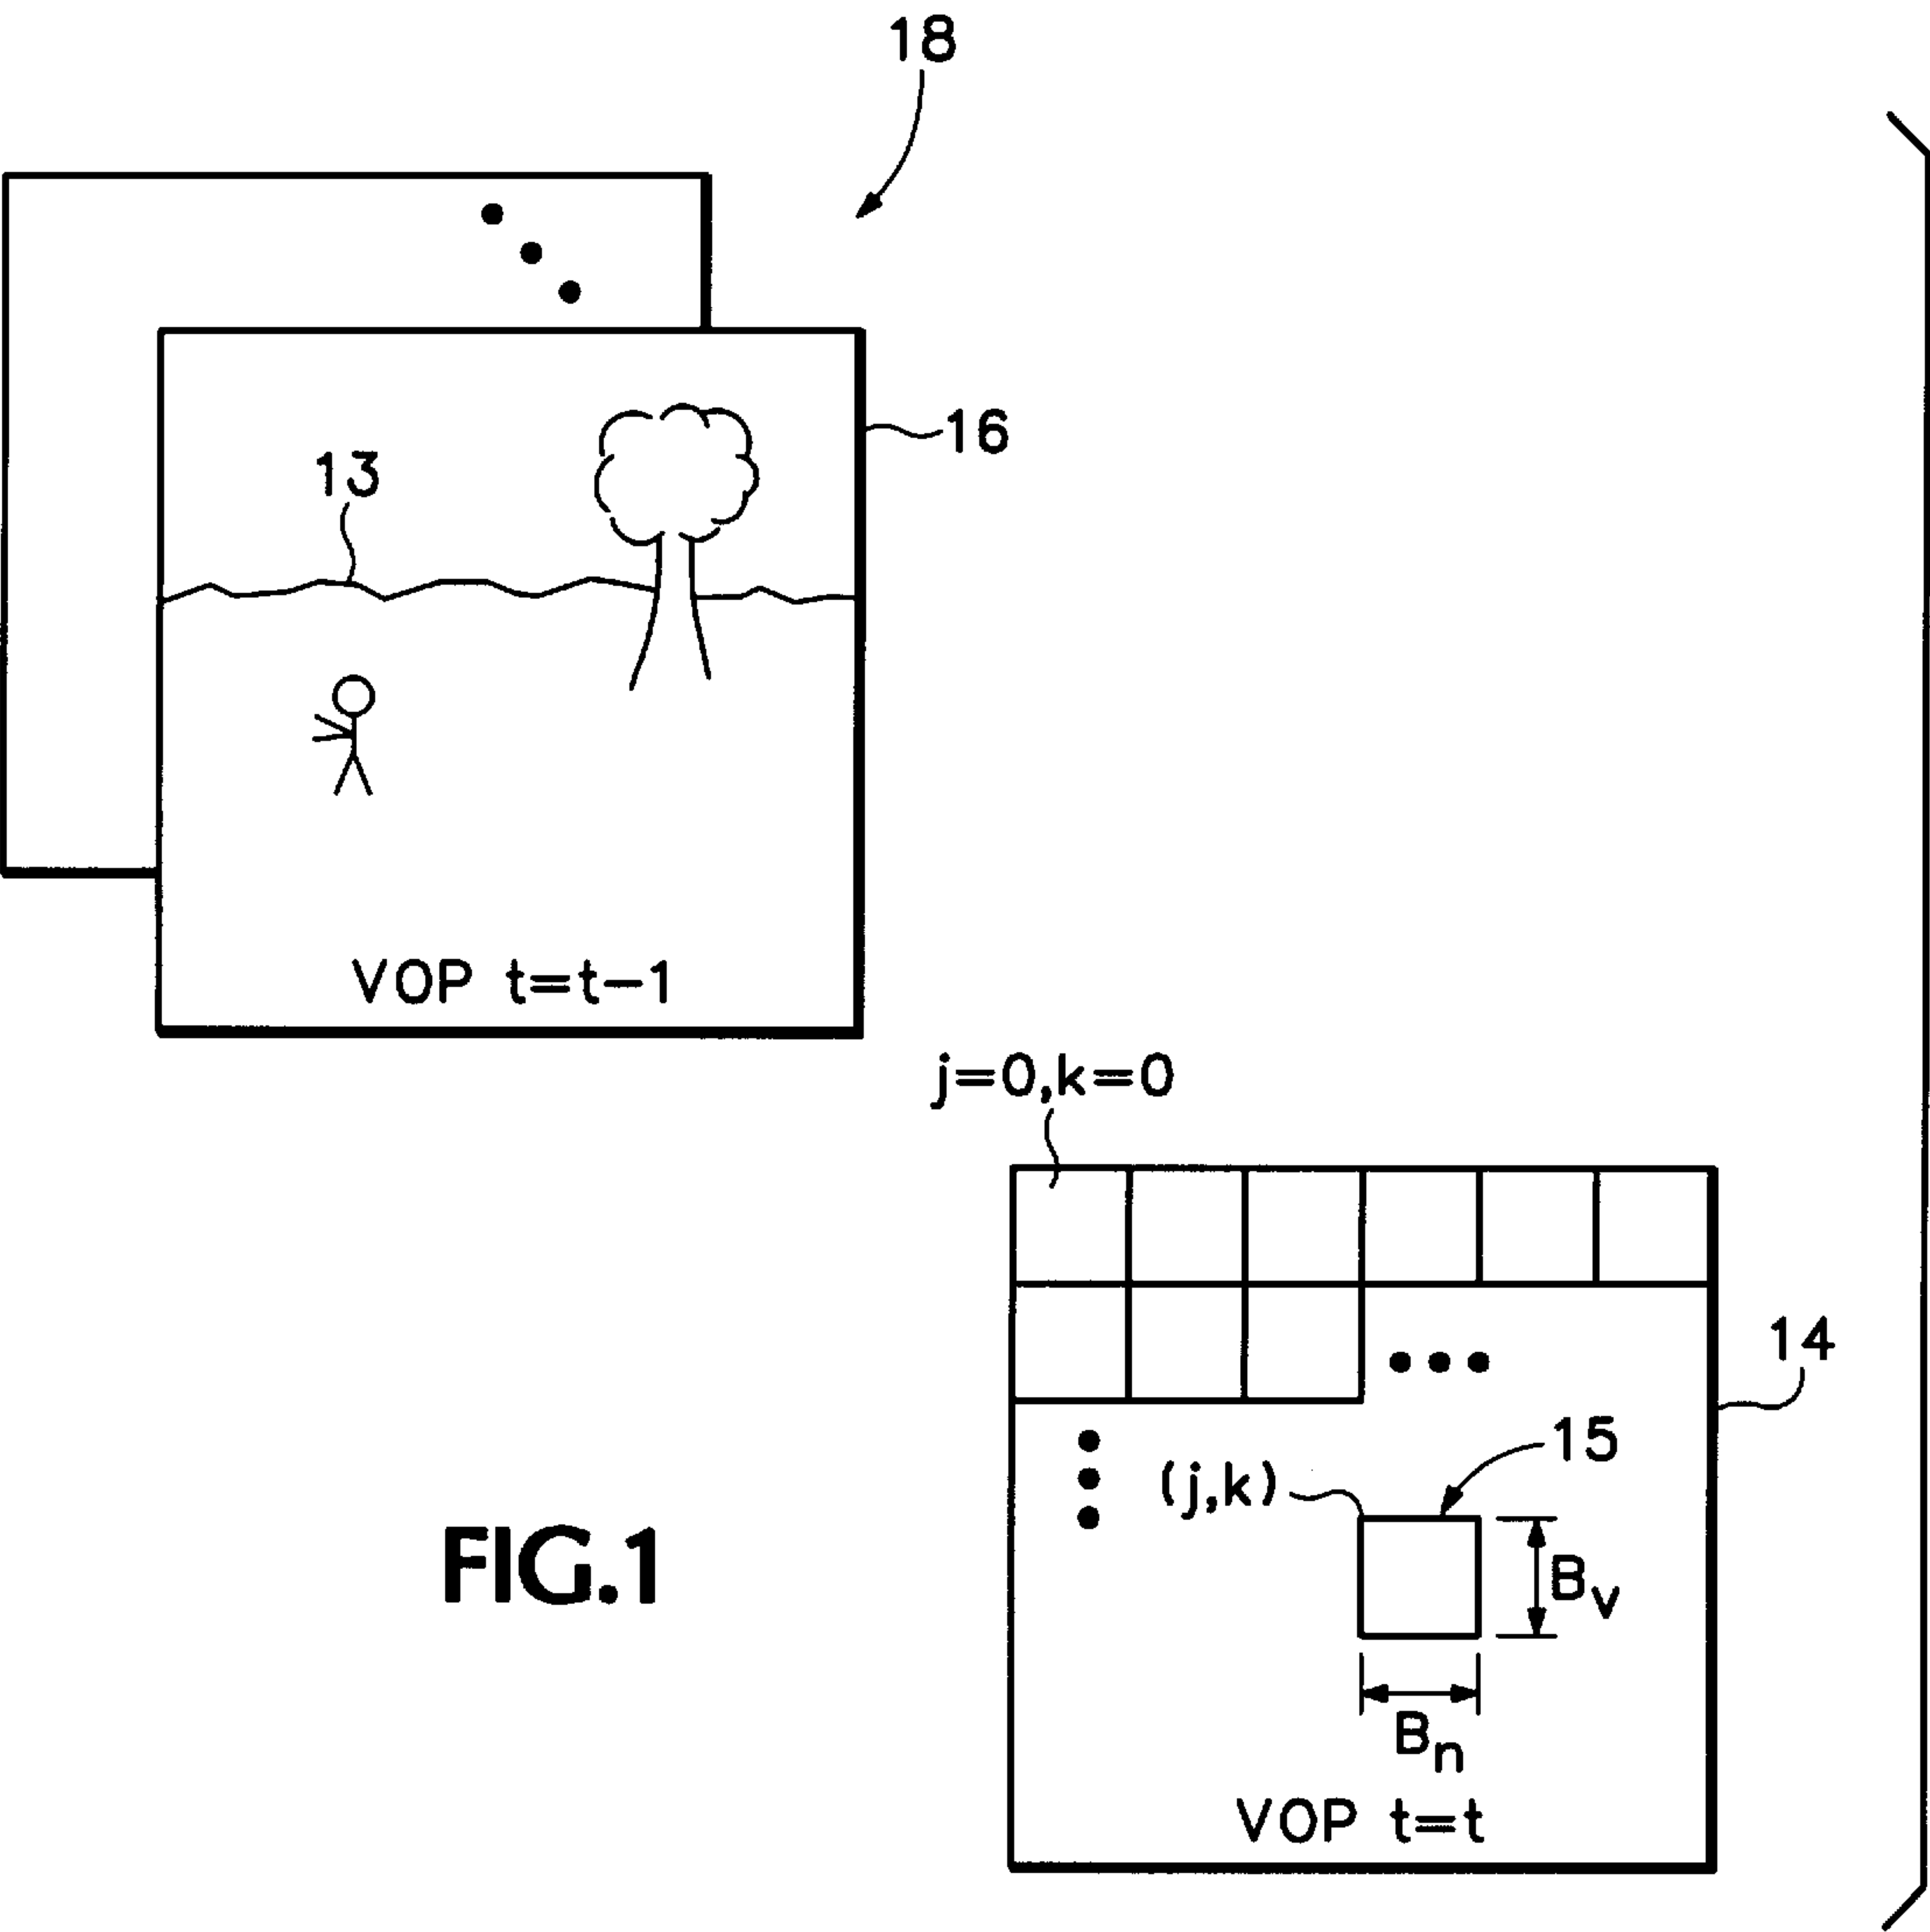 18
16
13
VOP t=t-1
j=0,k=0
14
15
(j,k)
Bv
Bn
VOP t=t
FIG.1